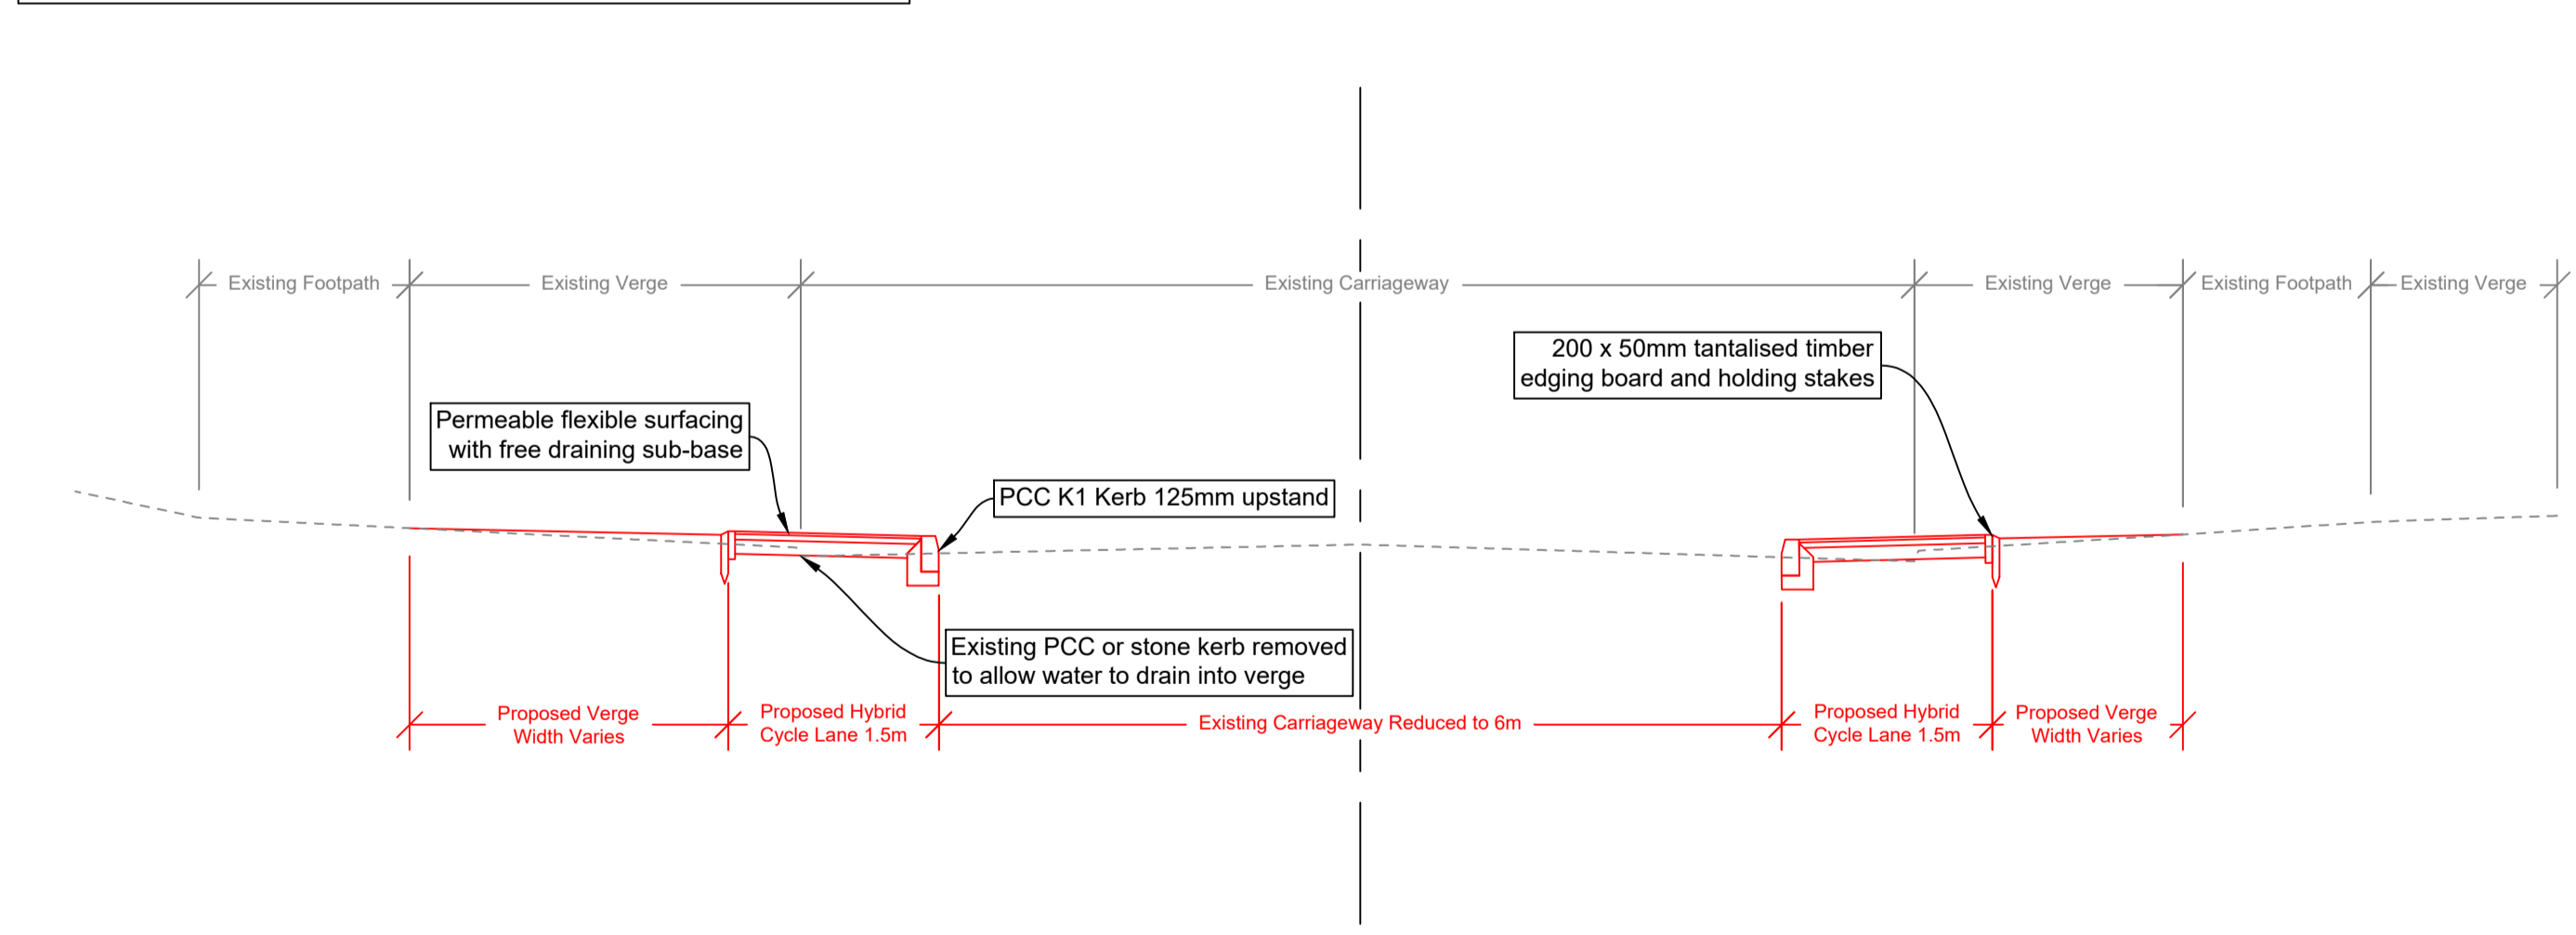 Existing Footpath
Existing Verge
Existing Carriageway
Existing Verge
Existing Footpath
Existing Verge
200 x 50mm tantalised timber
edging board and holding stakes
Permeable flexible surfacing
with free draining sub-base
PCC K1 Kerb 125mm upstand
Existing PCC or stone kerb removed
to allow water to drain into verge
Proposed Verge
Width Varies
Proposed Hybrid
Cycle Lane 1.5m
Existing Carriageway Reduced to 6m
Proposed Hybrid
Cycle Lane 1.5m
Proposed Verge
Width Varies